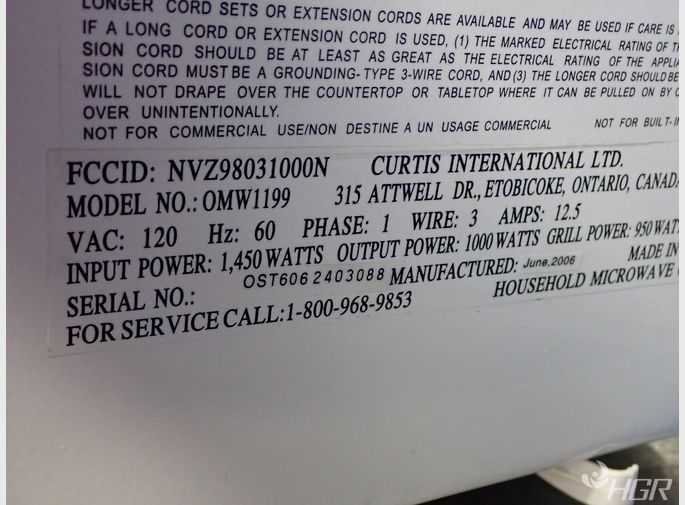 LONGER CORD SETS OR EXTENSION CORDS ARE AVAILABLE AND MAY BE USED IF CARE IS
IF A LONG CORD OR EXTENSION CORD IS USED, (1) THE MARKED ELECTRICAL RATING OF
SION CORD SHOULD BE AT LEAST AS GREAT AS THE ELECTRICAL RATING OF THE
SION CORD MUST BE A GROUNDING-TYPE 3-WIRE CORD, AND (3) THE LONGER CORD SHOULD BE
WILL NOT DRAPE OVER THE COUNTERTOP OR TABLETOP WHERE IT CAN BE PULLED ON BY
OVER UNINTENTIONALLY.
NOT FOR COMMERCIAL USE/NON DESTINE A UN USAGE COMMERCIAL NOT FOR BUILT-IN
FCCID: NVZ98031000N CURTIS INTERNATIONAL LTD.
MODEL NO.: OMW1199 315 ATTWELL DR., ETOBICOKE, ONTARIO, CANAD
VAC: 120 Hz: 60 PHASE: 1 WIRE: 3 AMPS: 12.5
INPUT POWER: 1,450 WATTS OUTPUT POWER: 1000 WATTS GRILL POWER: 950 WAT
SERIAL NO.: OST606 2403088 MANUFACTURED: June,2006 MADE IN
FOR SERVICE CALL:1-800-968-9853 HOUSEHOLD MICROWAVE
HGR